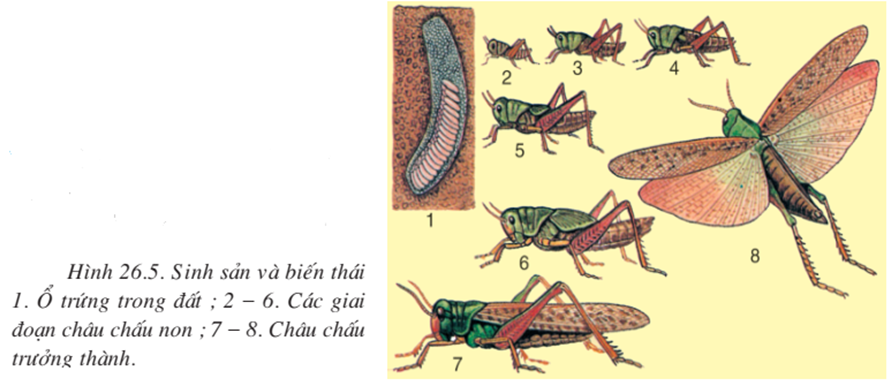 Hình 26.5. Sinh sản và biến thái
1. Ổ trứng trong đất ; 2 – 6. Các giai
đoạn châu chấu non ; 7 – 8. Châu chấu
trưởng thành.
1
2
3
4
5
6
7
8